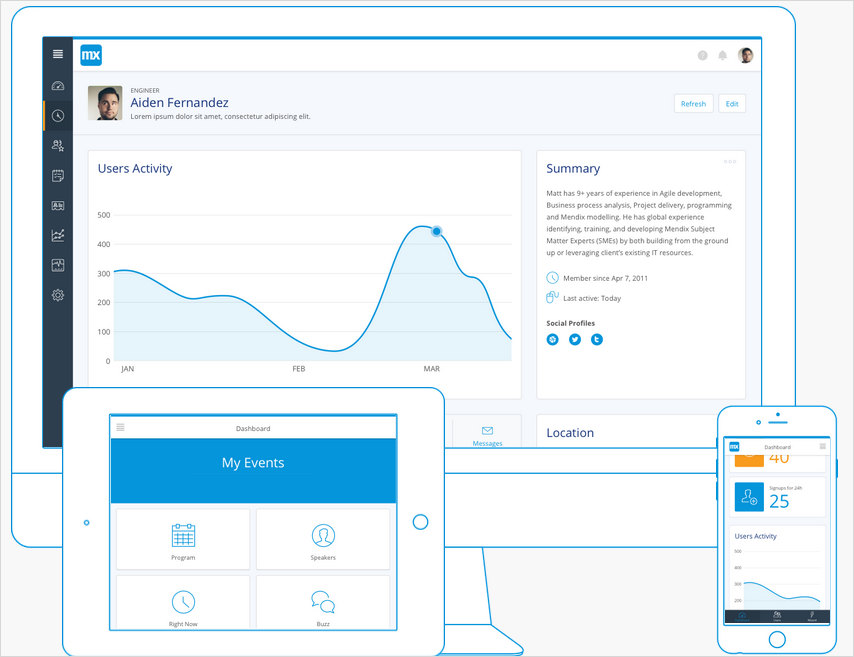 mx
ENGINEER
Aiden Fernandez
Lorem ipsum dolor sit amet, consectetur adipiscing elit.
Refresh
Edit
Users Activity
500
400
300
200
100
0
JAN
FEB
MAR
Summary
Matt has 9+ years of experience in Agile development,
Business process analysis, Project delivery, programming
and Mendix modelling. He has global experience
identifying, training, and developing Mendix Subject
Matter Experts (SMEs) by both building from the ground
up or leveraging client's existing IT resources.
Member since Apr 7, 2011
Last active: Today
Social Profiles
Messages
Location
Dashboard
My Events
Program
Speakers
Right Now
Buzz
mx
Dashboard
40
Signups for 24h
25
Users Activity
500
400
300
200